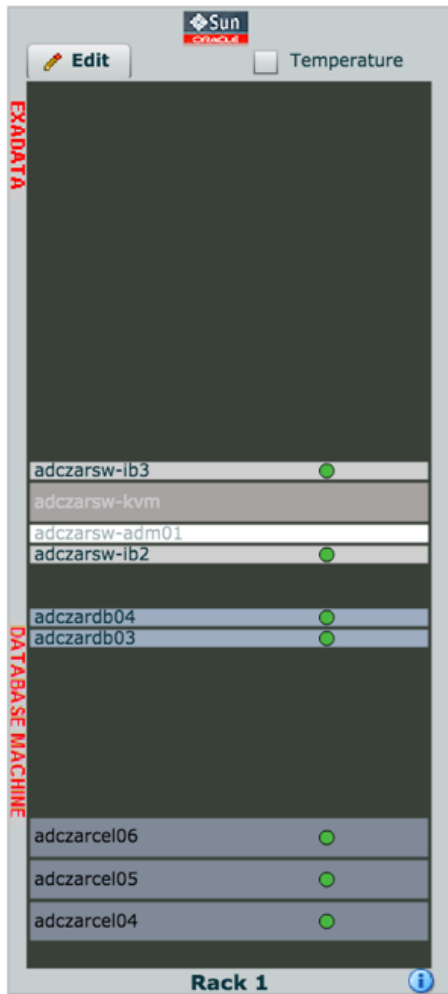 Sun
ORACLE
Edit
Temperature
EXADATA
adczarsw-ib3
adczarsw-kvm
adczarsw-adm01
adczarsw-ib2
adczardb04
adczardb03
DATABASE MACHINE
adczarcel06
adczarcel05
adczarcel04
Rack 1